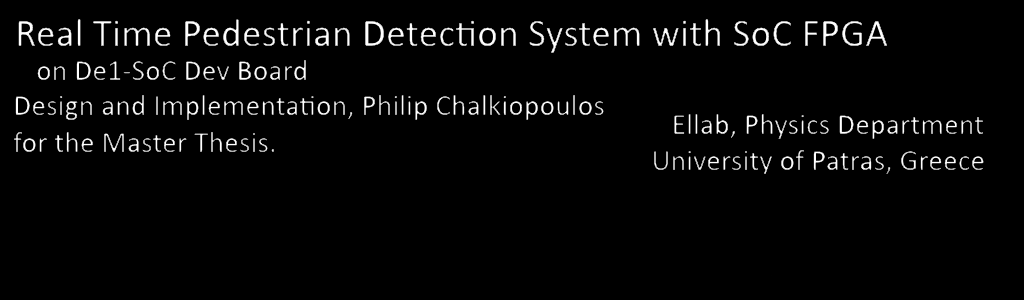 Real Time Pedestrian Detection System with SoC FPGA
on De1-SoC Dev Board
Design and Implementation, Philip Chalkiopoulos
for the Master Thesis.
Ellab, Physics Department
University of Patras, Greece